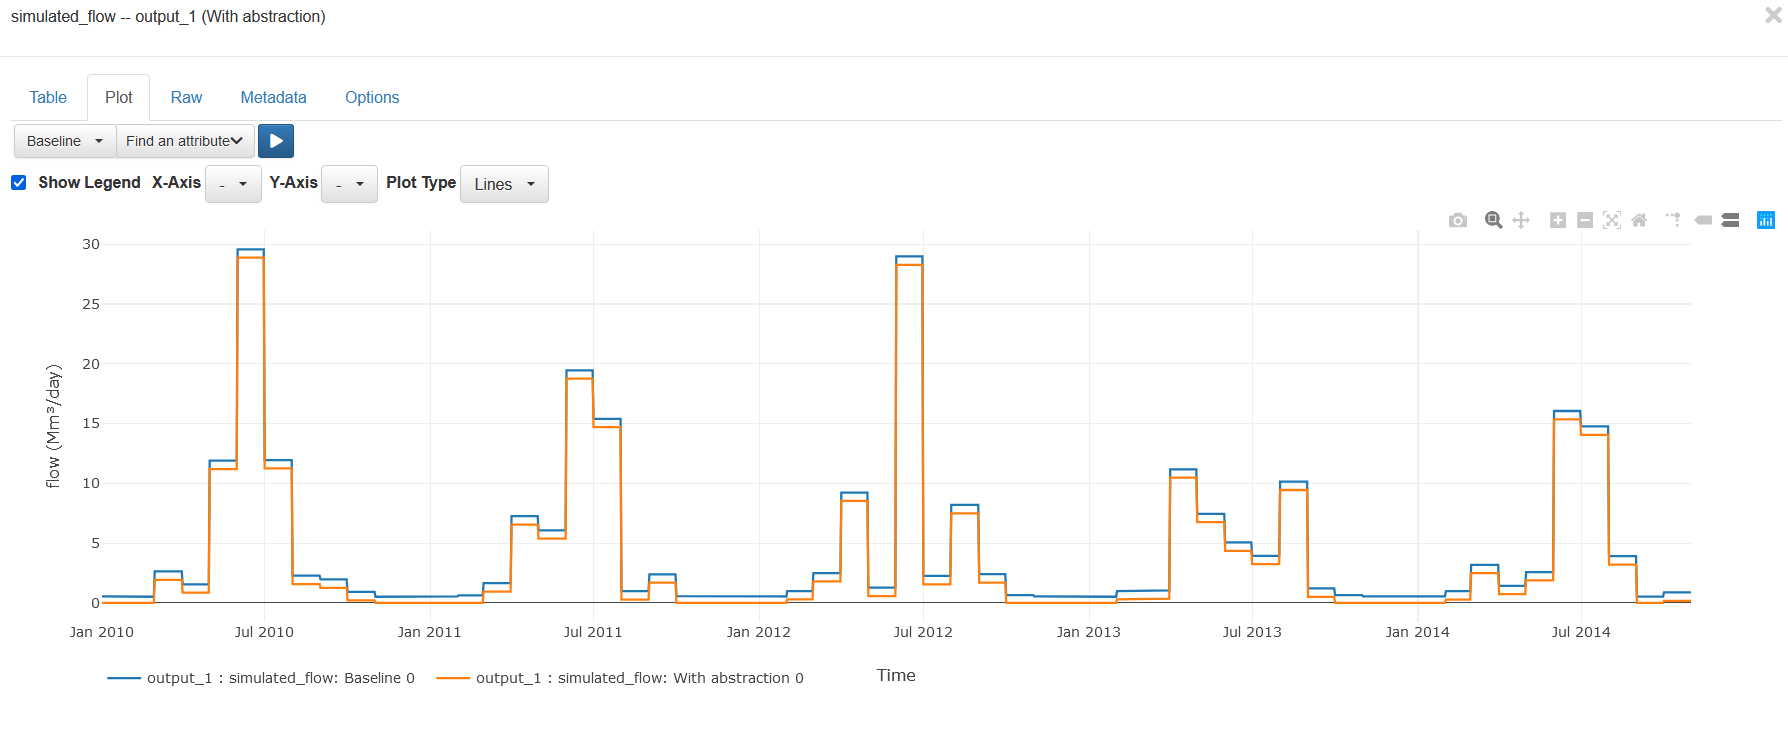 simulated_flow -- output_1 (With abstraction)
Table Plot Raw Metadata Options
Baseline Find an attribute
Show Legend X-Axis - Y-Axis - Plot Type Lines
30
25
20
15
10
5
0
flow (Mm³/day)
Jan 2010 Jul 2010 Jan 2011 Jul 2011 Jan 2012 Jul 2012 Jan 2013 Jul 2013 Jan 2014 Jul 2014
Time
output_1 : simulated_flow: Baseline 0 output_1 : simulated_flow: With abstraction 0